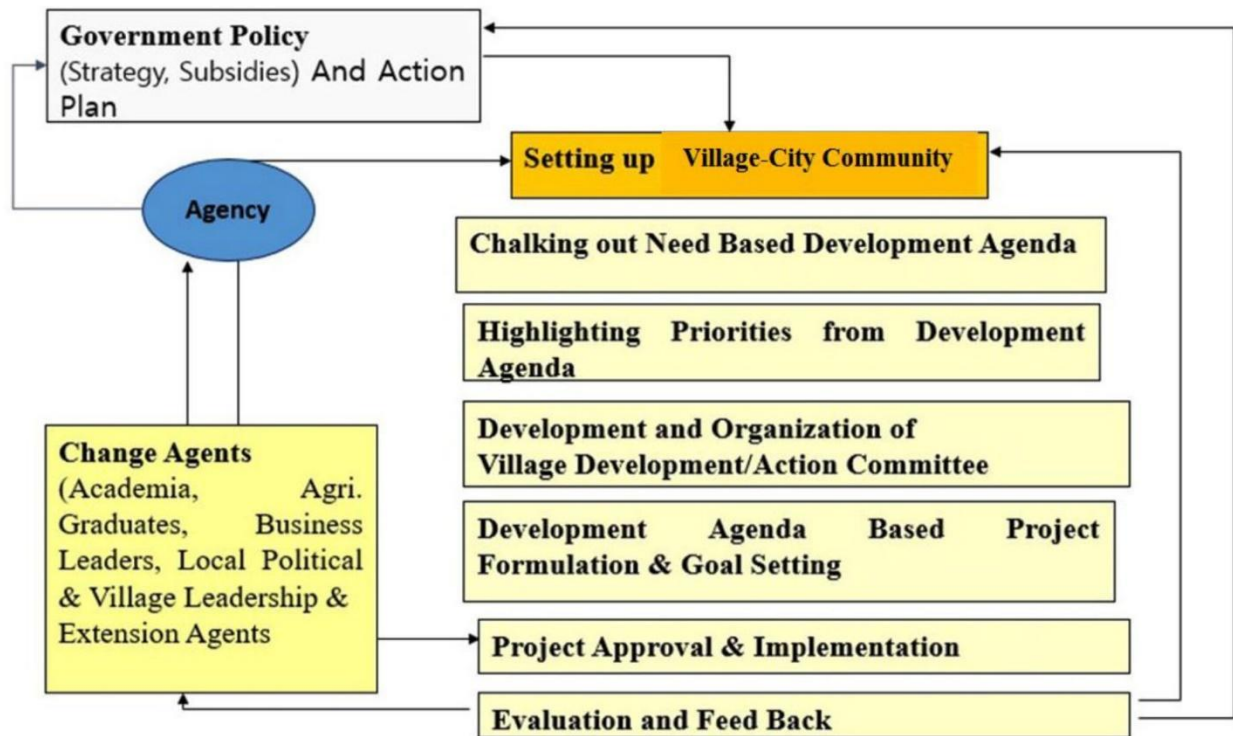 Government Policy
(Strategy, Subsidies) And Action
Plan
Setting up Village-City Community
Agency
Chalking out Need Based Development Agenda
Highlighting Priorities from Development
Agenda
Development and Organization of
Village Development/Action Committee
Change Agents
(Academia, Agri.
Graduates, Business
Leaders, Local Political
& Village Leadership &
Extension Agents
Development Agenda Based Project
Formulation & Goal Setting
Project Approval & Implementation
Evaluation and Feed Back